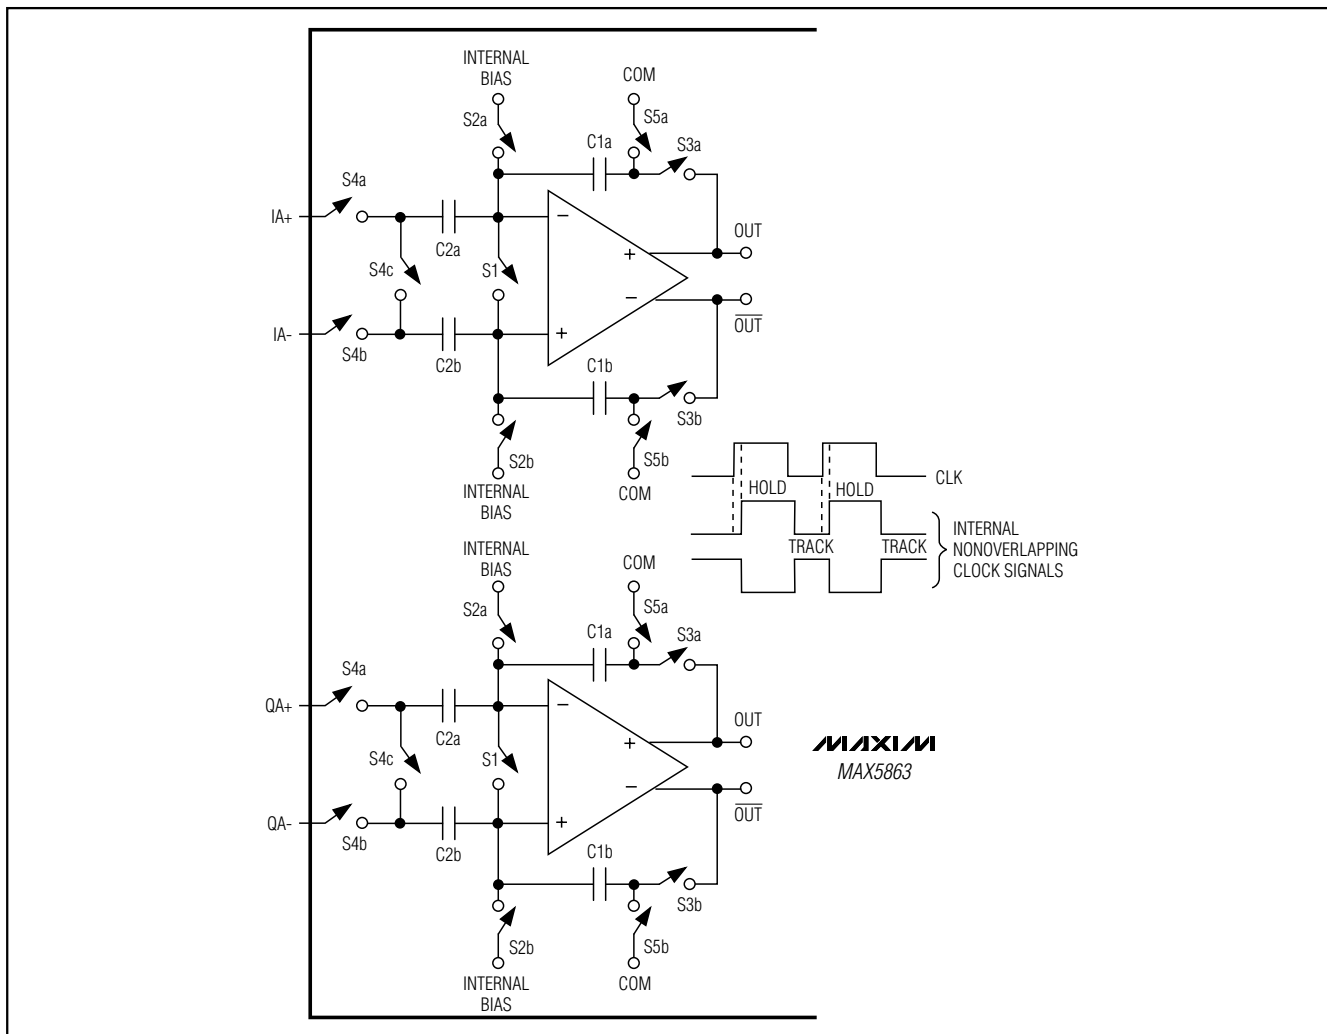 INTERNAL
BIAS
COM
S2a
S5a
C1a
S3a
S4a
IA+
−
C2a
OUT
+
S4c
S1
−
OUT
IA-
+
S4b
C2b
C1b
S3b
S2b
S5b
INTERNAL
BIAS
COM
CLK
HOLD
HOLD
TRACK
TRACK
INTERNAL
NONOVERLAPPING
CLOCK SIGNALS
INTERNAL
BIAS
COM
S2a
S5a
C1a
S3a
S4a
QA+
−
C2a
OUT
+
S4c
S1
−
OUT
QA-
+
S4b
C2b
C1b
S3b
S2b
S5b
INTERNAL
BIAS
COM
MAXIM
MAX5863